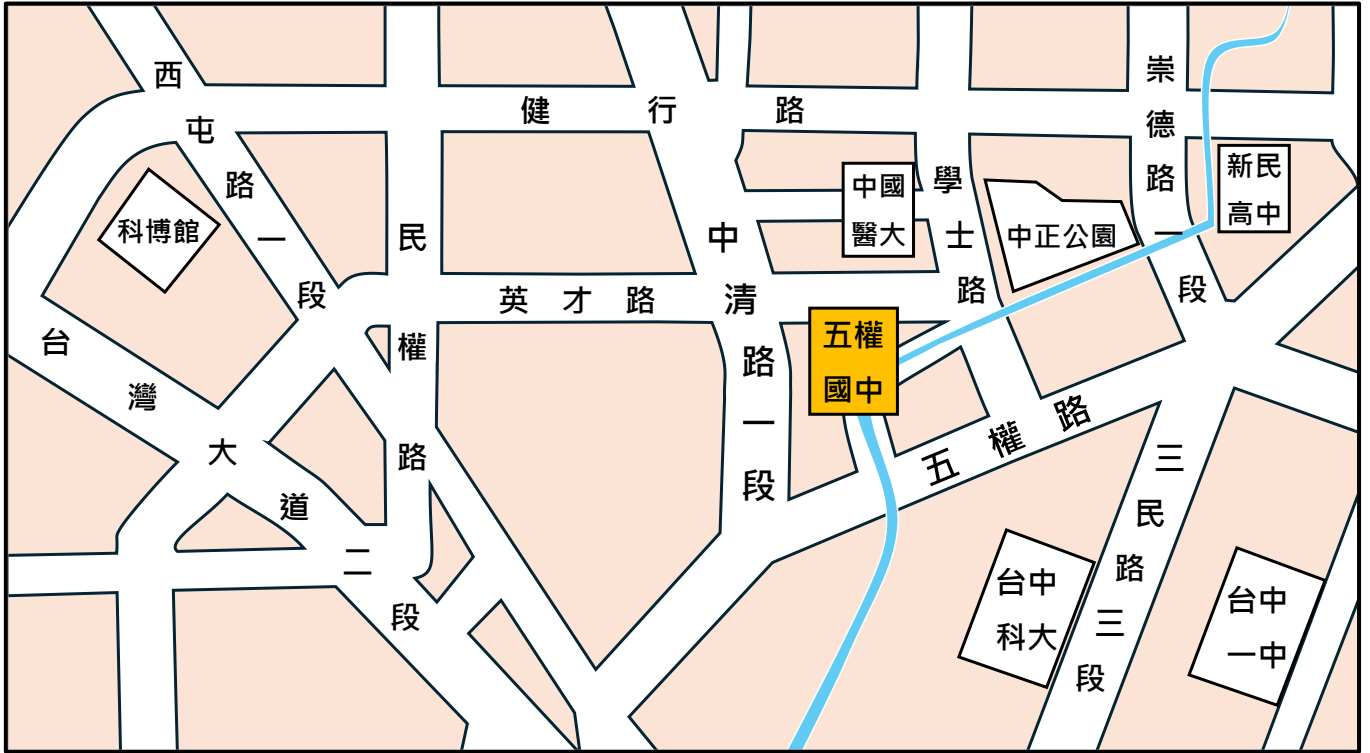 西屯路一段
健行路
崇德路一段
新民
高中
中國
醫大
學士路
中正公園
科博館
民權路
中清路一段
英才路
台灣大道二段
五權
國中
五權路
三民路三段
台中
科大
台中
一中